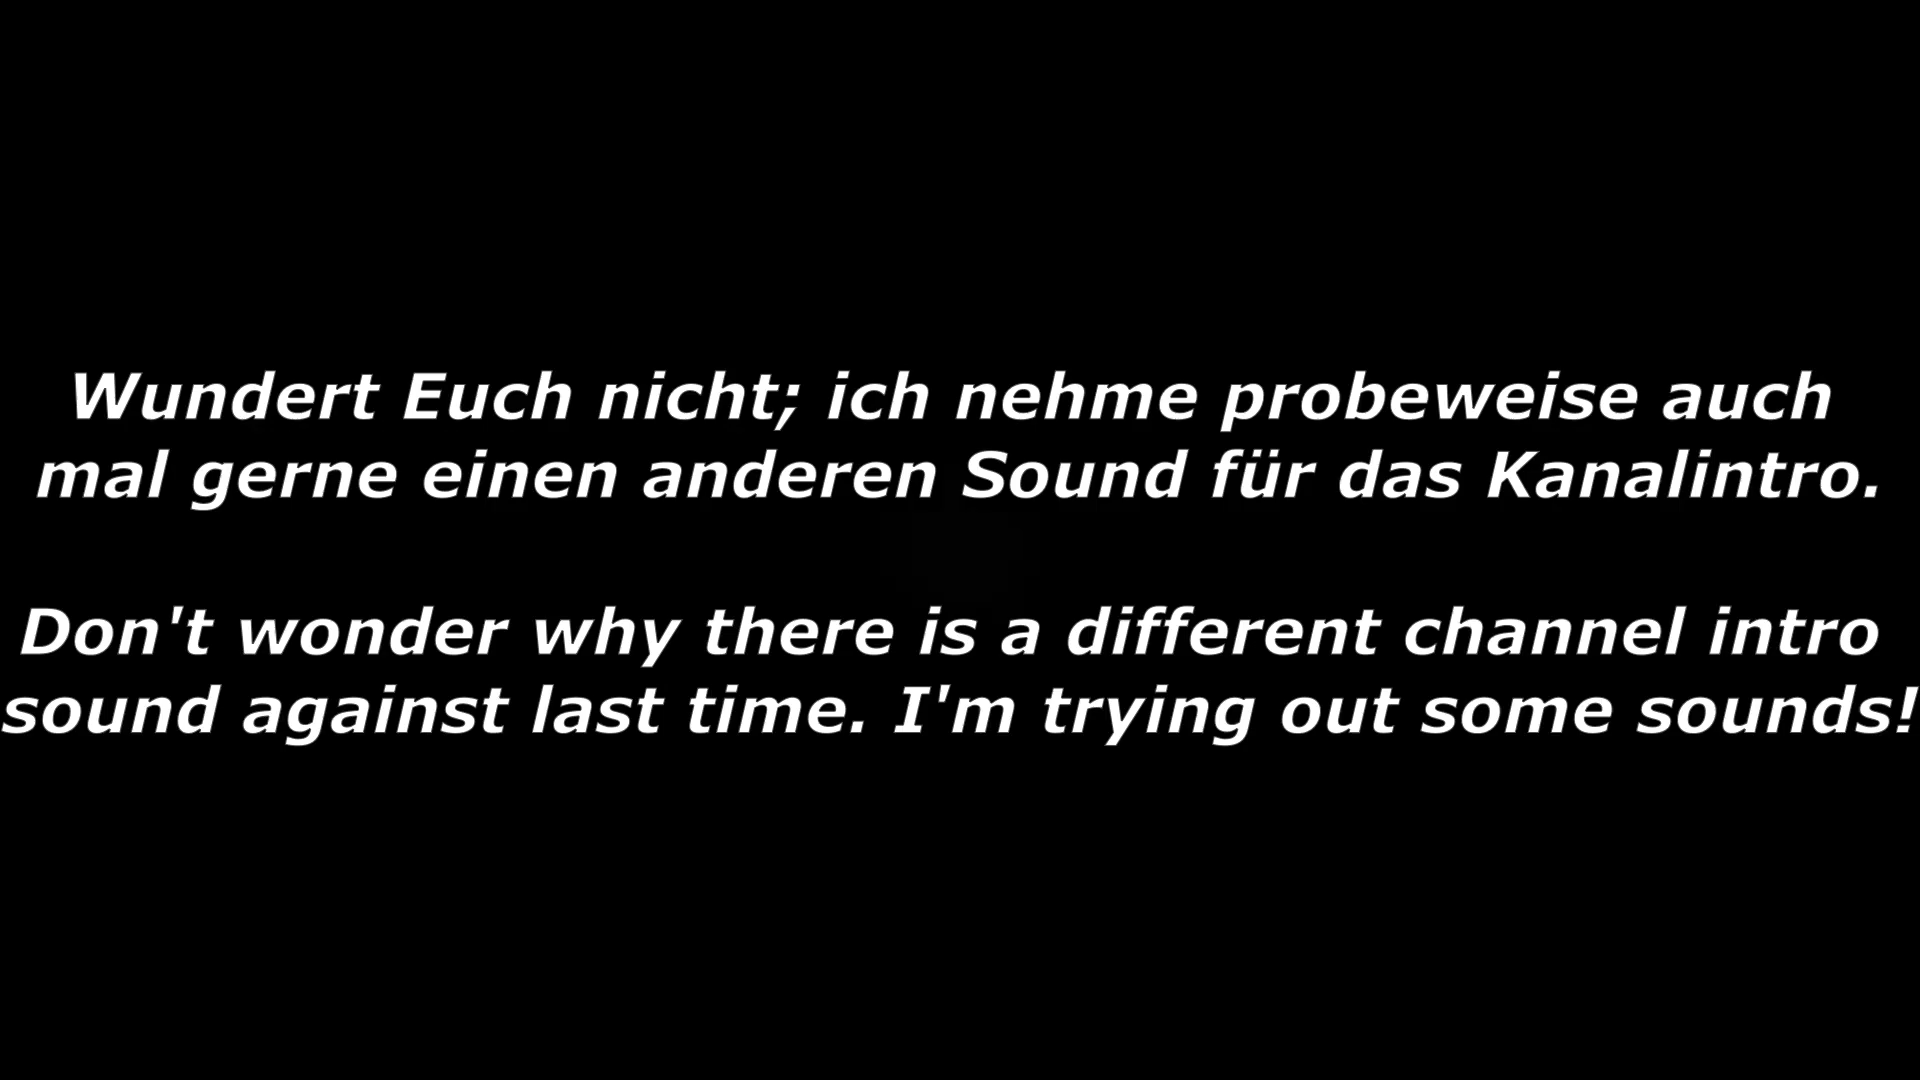 Wundert Euch nicht; ich nehme probeweise auch
mal gerne einen anderen Sound für das Kanalintro.
Don't wonder why there is a different channel intro
sound against last time. I'm trying out some sounds!